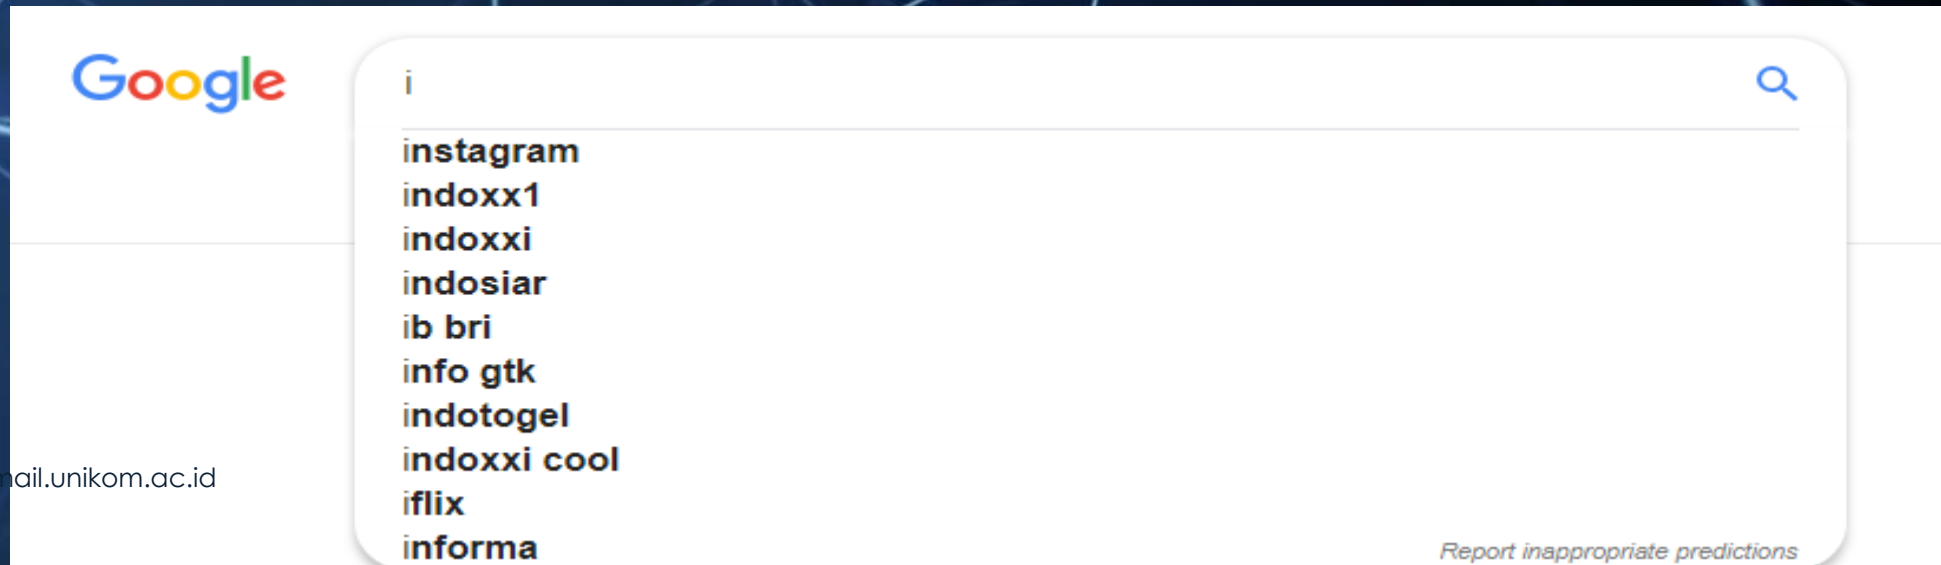 Google
i
instagram
indoxx1
indoxxi
indosiar
ib bri
info gtk
indotogel
indoxxi cool
iflix
informa
Report inappropriate predictions
mail.unikom.ac.id